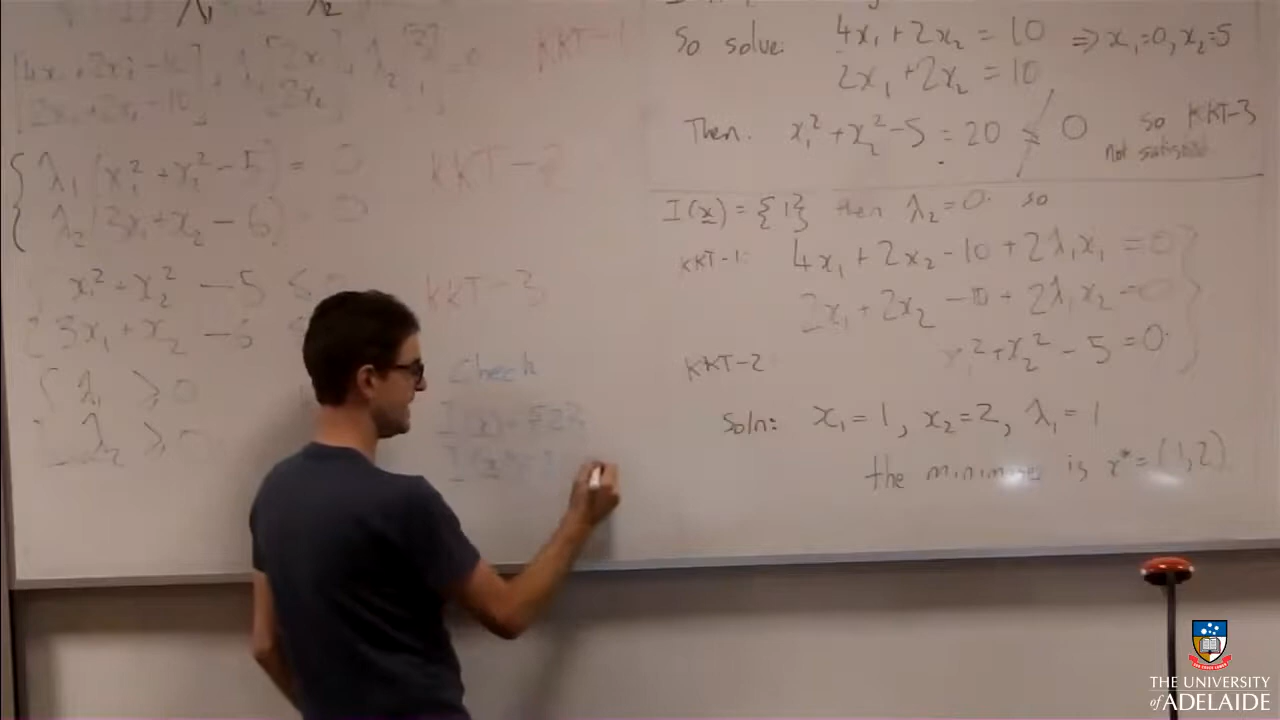 λ₁ λ₂
[4x₁ + 2x₂ - 10] + λ₁ [2x₁] + λ₂ [3] = 0 KKT-1
[2x₁ + 2x₂ - 10] [2x₂] [1]
λ₁ (x₁² + x₂² - 5) = 0 KKT-2
λ₂ (3x₁ + x₂ - 6) = 0
x₁² + x₂² - 5 ≤ KKT-3
3x₁ + x₂ - 6
λ₁ ≥ 0
λ₂ ≥ 0
Check
I(x) = {2}
I(x) =
So solve. 4x₁ + 2x₂ = 10 ⇒ x₁=0, x₂=5
2x₁ + 2x₂ = 10
Then. x₁² + x₂² - 5 = 20 ≰ 0 so KKT-3
not satisfied
I(x) = {1} then λ₂ = 0. so
KKT-1: 4x₁ + 2x₂ - 10 + 2λ₁x₁ = 0
2x₁ + 2x₂ - 10 + 2λ₁x₂ = 0
KKT-2 x₁² + x₂² - 5 = 0.
Soln: x₁ = 1, x₂ = 2, λ₁ = 1
the minimiser is x* = (1,2)
THE UNIVERSITY
of ADELAIDE